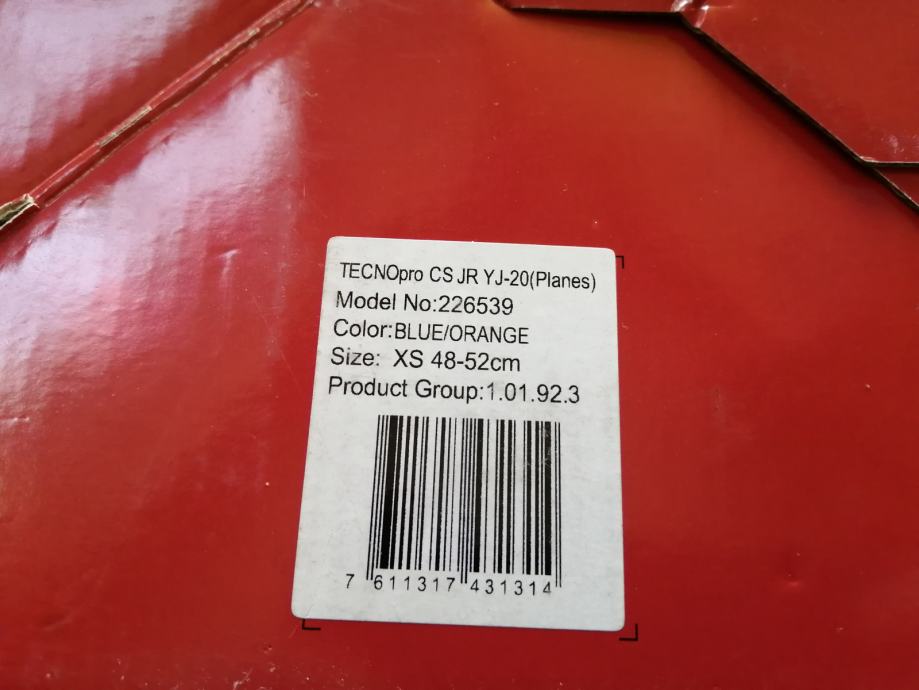 TECNOpro CS JR YJ-20(Planes)
Model No:226539
Color:BLUE/ORANGE
Size: XS 48-52cm
Product Group:1.01.92.3
7 611317 431314